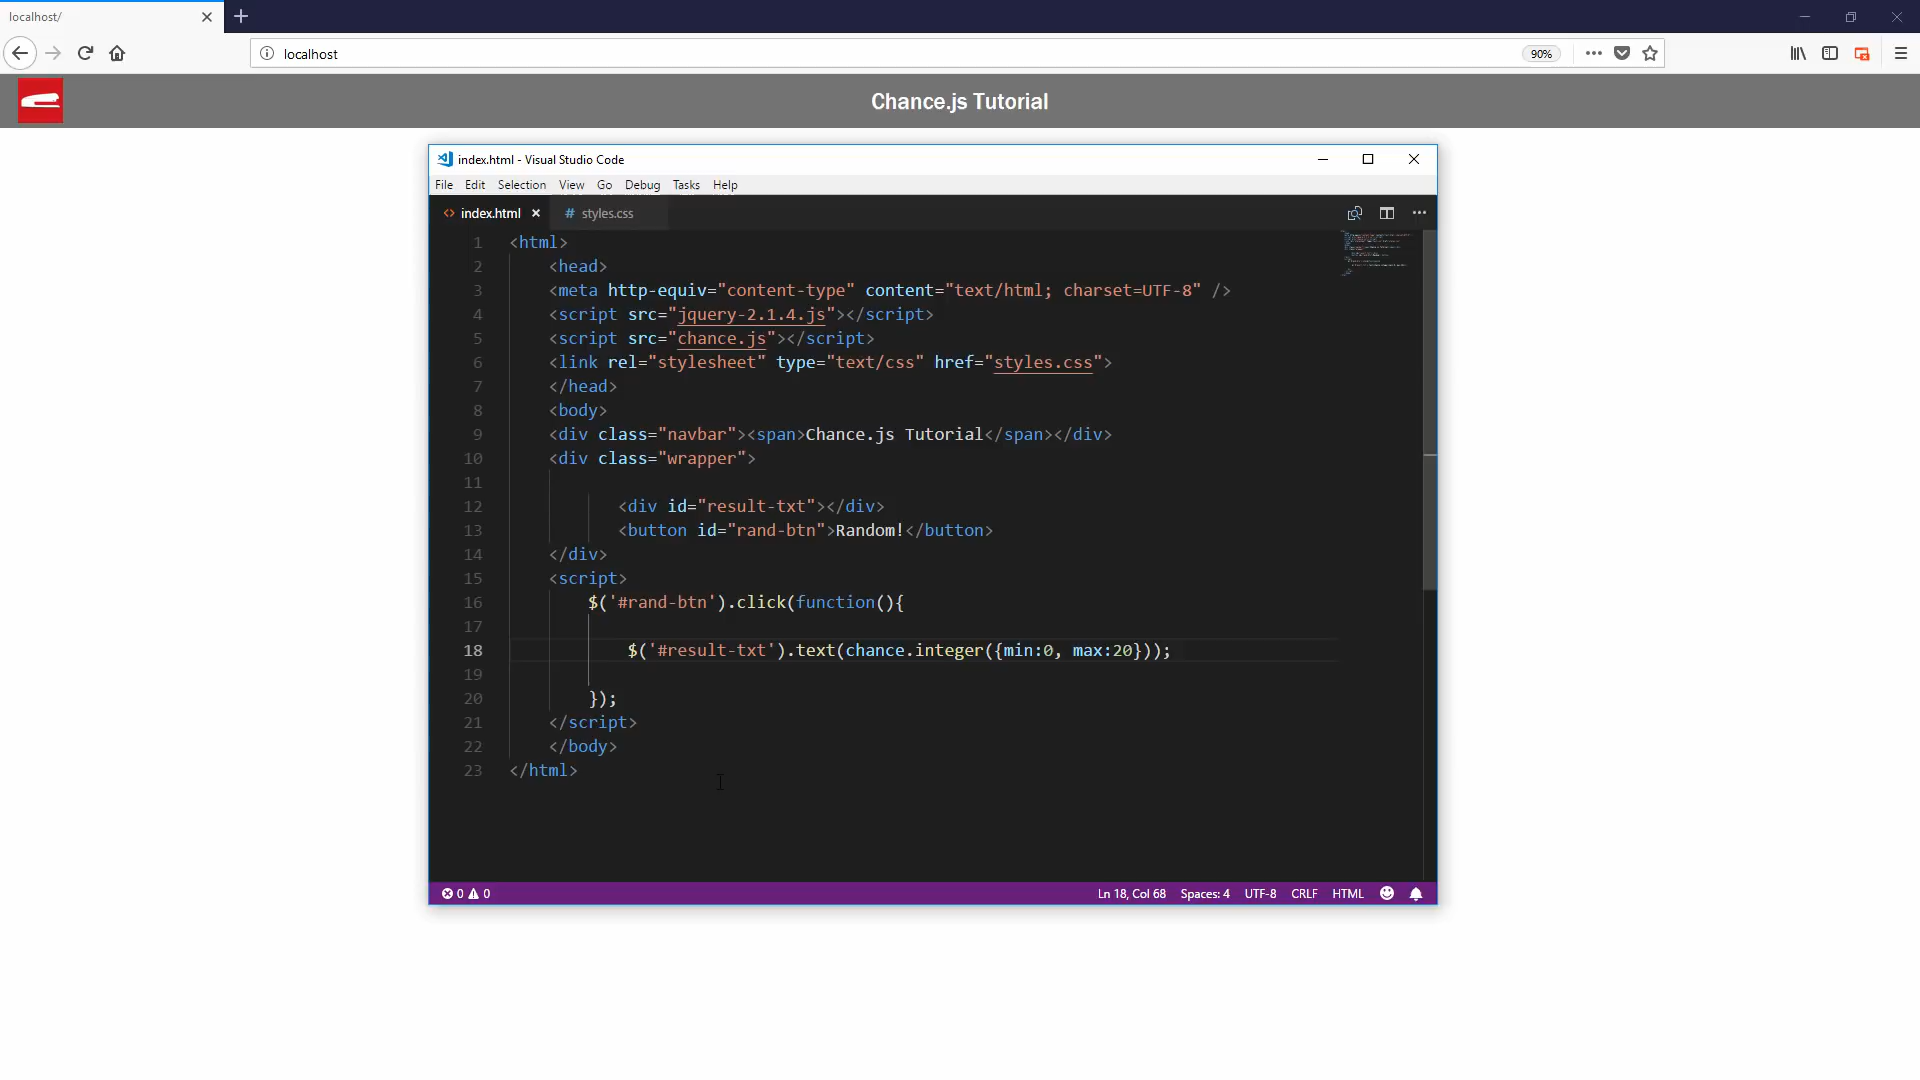 localhost/
localhost
90%
Chance.js Tutorial
index.html - Visual Studio Code
File Edit Selection View Go Debug Tasks Help
<> index.html # styles.css
1 <html>
2 <head>
3 <meta http-equiv="content-type" content="text/html; charset=UTF-8" />
4 <script src="jquery-2.1.4.js"></script>
5 <script src="chance.js"></script>
6 <link rel="stylesheet" type="text/css" href="styles.css">
7 </head>
8 <body>
9 <div class="navbar"><span>Chance.js Tutorial</span></div>
10 <div class="wrapper">
11
12 <div id="result-txt"></div>
13 <button id="rand-btn">Random!</button>
14 </div>
15 <script>
16 $('#rand-btn').click(function(){
17
18 $('#result-txt').text(chance.integer({min:0, max:20}));
19
20 });
21 </script>
22 </body>
23 </html>
0 0 Ln 18, Col 68 Spaces: 4 UTF-8 CRLF HTML